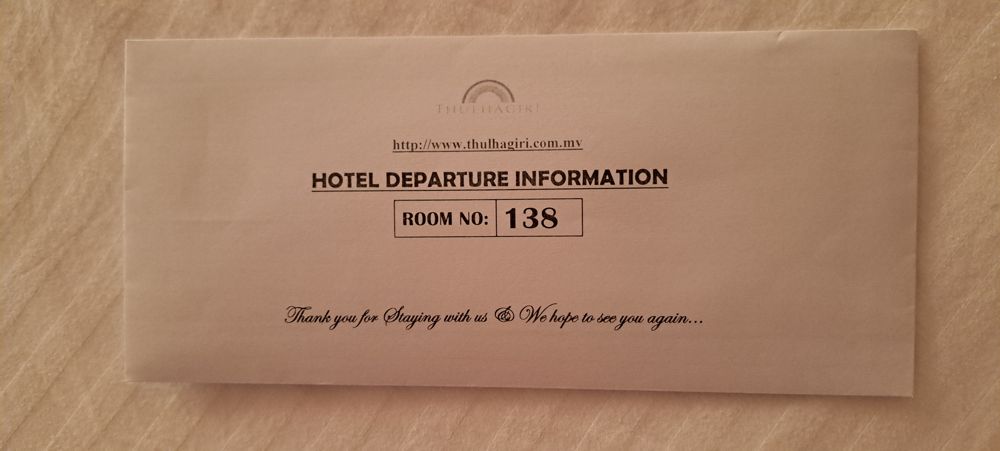 THULHAGIRI
http://www.thulhagiri.com.mv
HOTEL DEPARTURE INFORMATION
ROOM NO: 138
Thank you for Staying with us & We hope to see you again...